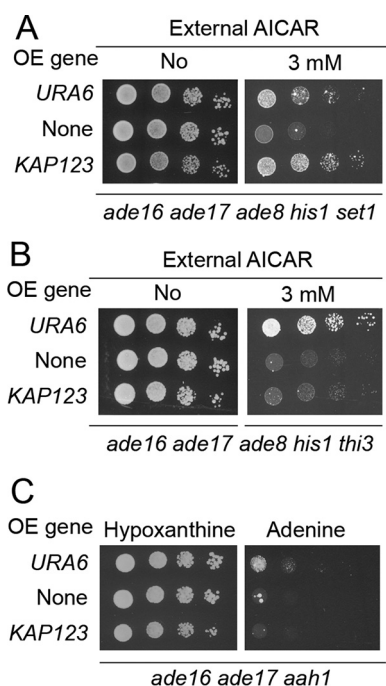 A
External AICAR
OE gene No 3 mM
URA6
None
KAP123
ade16 ade17 ade8 his1 set1
B
External AICAR
OE gene No 3 mM
URA6
None
KAP123
ade16 ade17 ade8 his1 thi3
C
OE gene Hypoxanthine Adenine
URA6
None
KAP123
ade16 ade17 aah1